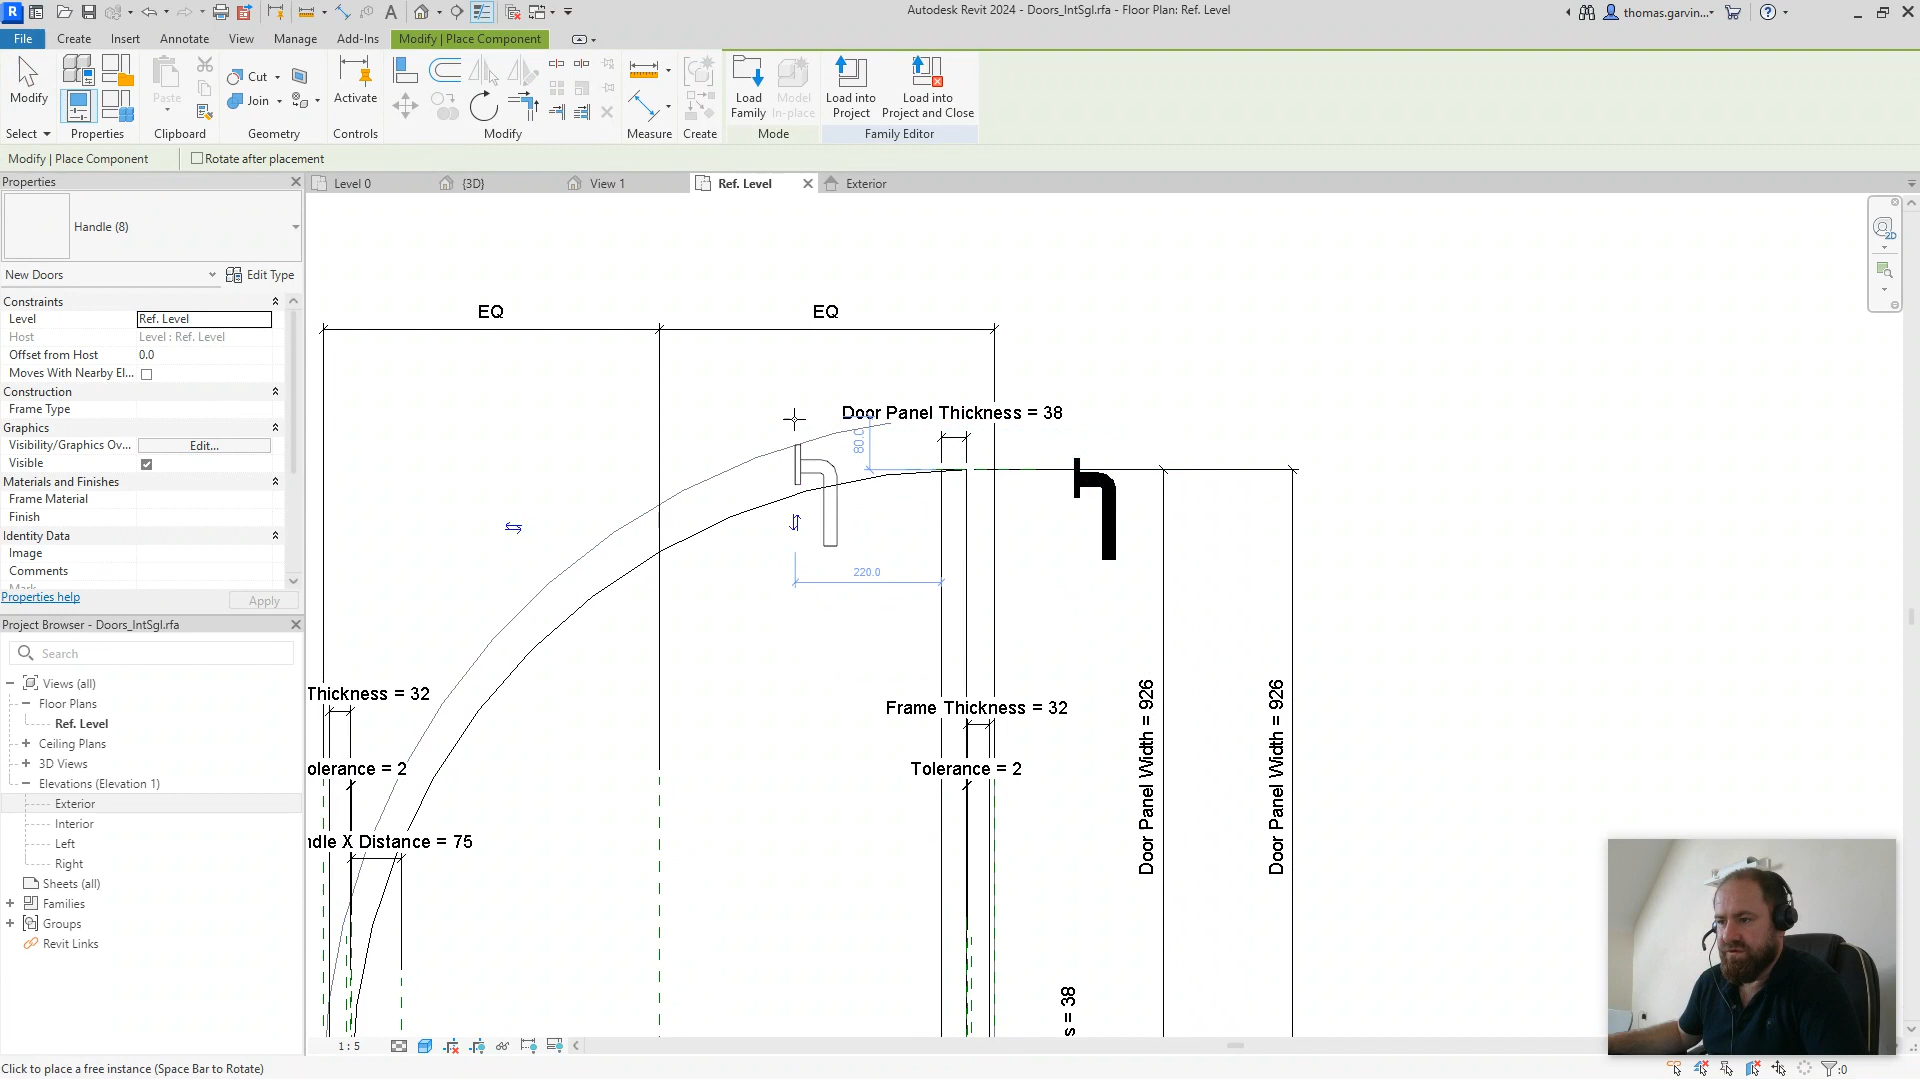 Autodesk Revit 2024 - Doors_IntSgl.rfa - Floor Plan: Ref. Level
thomas.garvin...
File
Create
Insert
Annotate
View
Manage
Add-Ins
Modify | Place Component
Modify
Paste
Cut
Join
Activate
Load
Family
Model
In-place
Load into
Project
Load into
Project and Close
Select
Properties
Clipboard
Geometry
Controls
Modify
Measure
Create
Mode
Family Editor
Modify | Place Component
Rotate after placement
Properties
Handle (8)
New Doors
Edit Type
Constraints
Level Ref. Level
Host Level : Ref. Level
Offset from Host 0.0
Moves With Nearby El...
Construction
Frame Type
Graphics
Visibility/Graphics Ov... Edit...
Visible
Materials and Finishes
Frame Material
Finish
Identity Data
Image
Comments
Properties help
Apply
Project Browser - Doors_IntSgl.rfa
Search
Views (all)
Floor Plans
Ref. Level
Ceiling Plans
3D Views
Elevations (Elevation 1)
Exterior
Interior
Left
Right
Sheets (all)
Families
Groups
Revit Links
Level 0
{3D}
View 1
Ref. Level
Exterior
2D
EQ
EQ
Door Panel Thickness = 38
80.0
220.0
Thickness = 32
olerance = 2
ndle X Distance = 75
Frame Thickness = 32
Tolerance = 2
Door Panel Width = 926
Door Panel Width = 926
s = 38
1 : 5
Click to place a free instance (Space Bar to Rotate)
:0